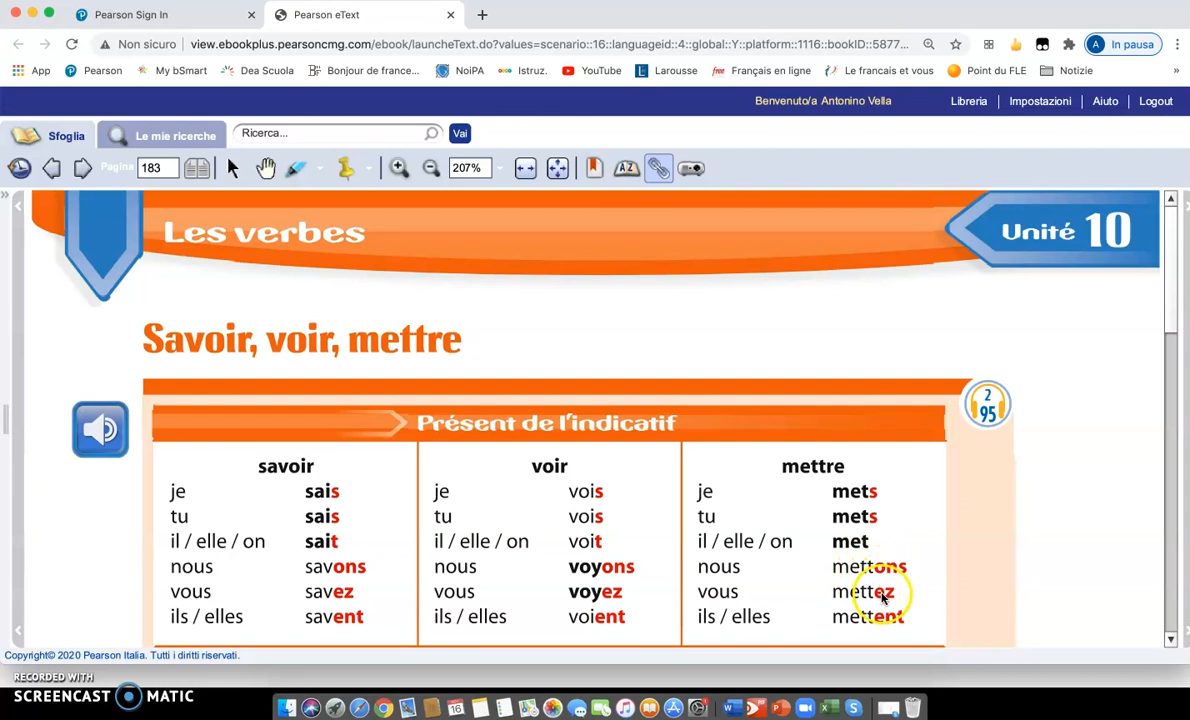 Pearson Sign In
Pearson eText
Non sicuro
view.ebookplus.pearsoncmg.com/ebook/launcheText.do?values=scenario::16::languageid::4::global::Y::platform::1116::bookID::5877...
A
In pausa
App
Pearson
My bSmart
Dea Scuola
Bonjour de france...
NoiPA
Istruz.
YouTube
Larousse
free
Français en ligne
Le francais et vous
Point du FLE
Notizie
Benvenuto/a Antonino Vella
Libreria
Impostazioni
Aiuto
Logout
Sfoglia
Le mie ricerche
Ricerca...
Vai
Pagina
183
207%
AZ
Les verbes
Unité 10
Savoir, voir, mettre
2
95
Présent de l'indicatif
savoir
je sais
tu sais
il / elle / on sait
nous savons
vous savez
ils / elles savent
voir
je vois
tu vois
il / elle / on voit
nous voyons
vous voyez
ils / elles voient
mettre
je mets
tu mets
il / elle / on met
nous mettons
vous mettez
ils / elles mettent
Copyright© 2020 Pearson Italia. Tutti i diritti riservati.
RECORDED WITH
SCREENCAST MATIC
16